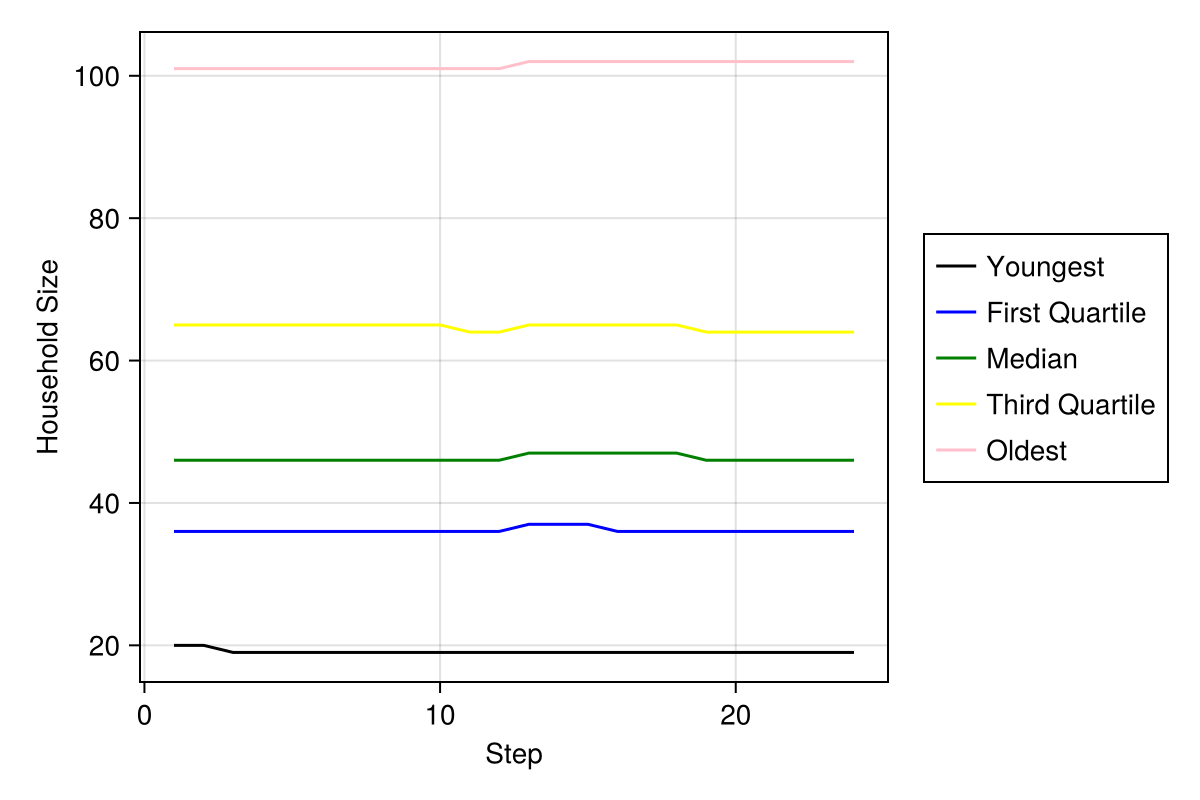 100
80
60
40
20
Household Size
0
10
20
Step
Youngest
First Quartile
Median
Third Quartile
Oldest